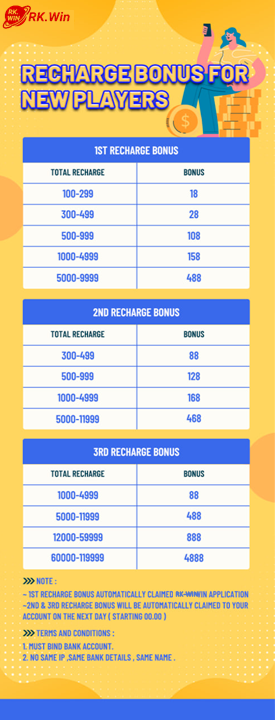 RK.
WIN
RK.Win
RECHARGE BONUS FOR
NEW PLAYERS
1ST RECHARGE BONUS
TOTAL RECHARGE BONUS
100-299 18
300-499 28
500-999 108
1000-4999 158
5000-9999 488
2ND RECHARGE BONUS
TOTAL RECHARGE BONUS
300-499 88
500-999 128
1000-4999 168
5000-11999 468
3RD RECHARGE BONUS
TOTAL RECHARGE BONUS
1000-4999 88
5000-11999 488
12000-59999 888
60000-119999 4888
NOTE :
~ 1ST RECHARGE BONUS AUTOMATICALLY CLAIMED RK-WINWIN APPLICATION
~2ND & 3RD RECHARGE BONUS WILL BE AUTOMATICALLY CLAIMED TO YOUR
ACCOUNT ON THE NEXT DAY ( STARTING 00.00 )
TERMS AND CONDITIONS :
1. MUST BIND BANK ACCOUNT.
2. NO SAME IP ,SAME BANK DETAILS , SAME NAME .